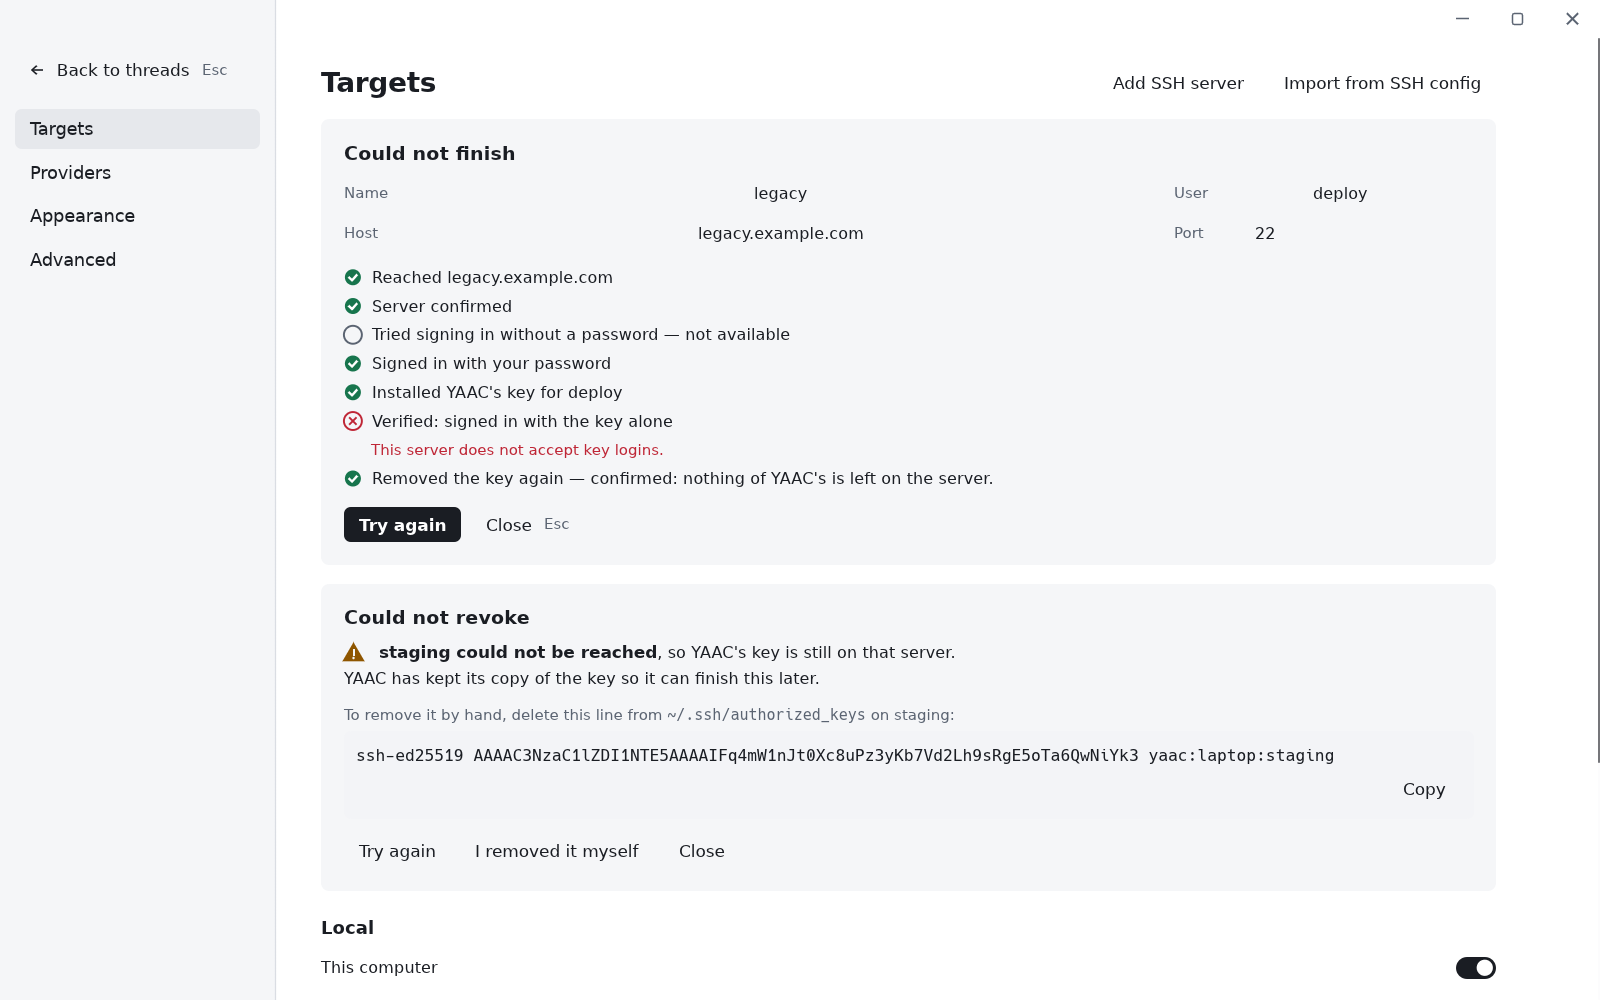 ← Back to threads Esc
Targets
Providers
Appearance
Advanced
Targets
Add SSH server
Import from SSH config
Could not finish
Name legacy User deploy
Host legacy.example.com Port 22
Reached legacy.example.com
Server confirmed
Tried signing in without a password — not available
Signed in with your password
Installed YAAC's key for deploy
Verified: signed in with the key alone
This server does not accept key logins.
Removed the key again — confirmed: nothing of YAAC's is left on the server.
Try again Close Esc
Could not revoke
staging could not be reached, so YAAC's key is still on that server.
YAAC has kept its copy of the key so it can finish this later.
To remove it by hand, delete this line from ~/.ssh/authorized_keys on staging:
ssh-ed25519 AAAAC3NzaC1lZDI1NTE5AAAAIFq4mW1nJt0Xc8uPz3yKb7Vd2Lh9sRgE5oTa6QwNiYk3 yaac:laptop:staging
Copy
Try again I removed it myself Close
Local
This computer